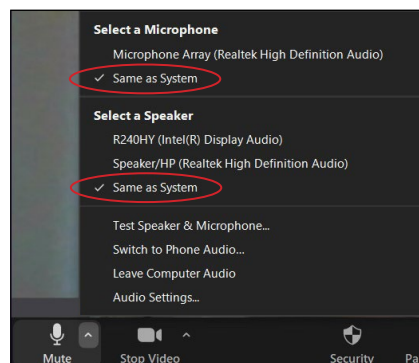 Select a Microphone
Microphone Array (Realtek High Definition Audio)
✓ Same as System
Select a Speaker
R240HY (Intel(R) Display Audio)
Speaker/HP (Realtek High Definition Audio)
✓ Same as System
Test Speaker & Microphone...
Switch to Phone Audio...
Leave Computer Audio
Audio Settings...
Mute Stop Video Security Pa